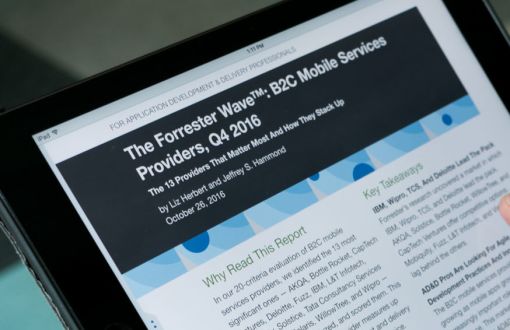 iPad
1:11 PM
FOR APPLICATION DEVELOPMENT & DELIVERY PROFESSIONALS
The Forrester Wave™: B2C Mobile Services
Providers, Q4 2016
The 13 Providers That Matter Most And How They Stack Up
by Liz Herbert and Jeffrey S. Hammond
October 26, 2016
Why Read This Report
In our 20-criteria evaluation of B2C mobile
services providers, we identified the 13 most
significant ones — AKQA, Bottle Rocket, CapTech
Ventures, Deloitte, Fuzz, IBM, L&T Infotech,
Solstice, Tata Consultancy Services
Solaris, WillowTree, and Wipro —
ed, and scored them. This
der measures up
Key Takeaways
IBM, Wipro, TCS, And Deloitte Lead The Pack
Forrester's research uncovered a market in which
IBM, Wipro, TCS, and Deloitte lead the pack.
AKQA, Solstice, Bottle Rocket, WillowTree, and
CapTech Ventures offer competitive
Mobiquity, Fuzz, L&T Infotech, and
lag behind the others.
AD&D Pros Are Looking For Agile
Development Practices And
The B2C mobile services